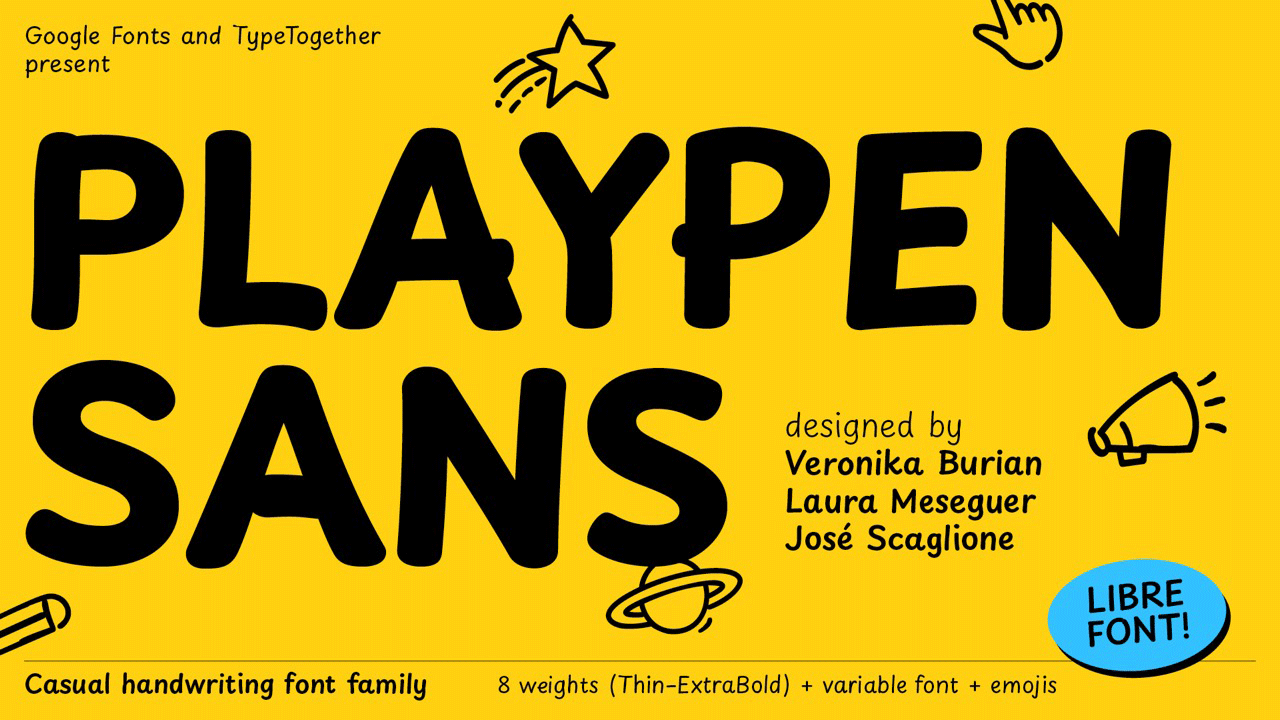 Google Fonts and TypeTogether
present
PLAYPEN
SANS
designed by
Veronika Burian
Laura Meseguer
José Scaglione
LIBRE
FONT!
Casual handwriting font family
8 weights (Thin–ExtraBold) + variable font + emojis